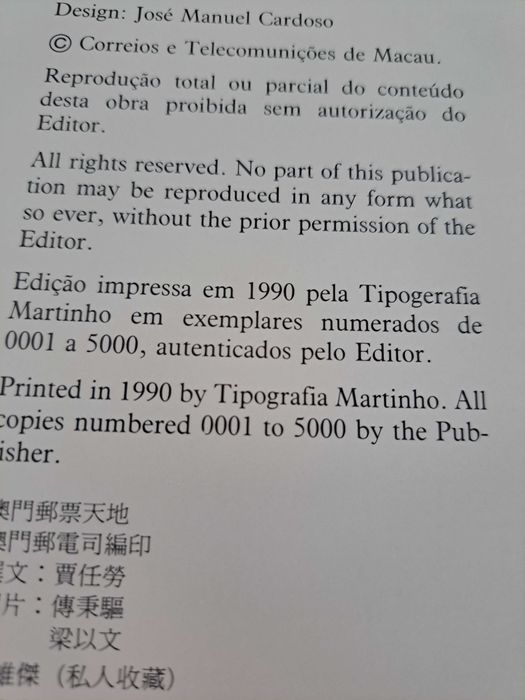 Design: José Manuel Cardoso
© Correios e Telecomunições de Macau.
Reprodução total ou parcial do conteúdo
desta obra proibida sem autorização do
Editor.
All rights reserved. No part of this publica-
tion may be reproduced in any form what
so ever, without the prior permission of the
Editor.
Edição impressa em 1990 pela Tipogerafia
Martinho em exemplares numerados de
0001 a 5000, autenticados pelo Editor.
Printed in 1990 by Tipografia Martinho. All
copies numbered 0001 to 5000 by the Pub-
isher.
澳門郵票天地
澳門郵電司編印
文：賈任勞
片：傳秉驅
梁以文
傑（私人收藏）